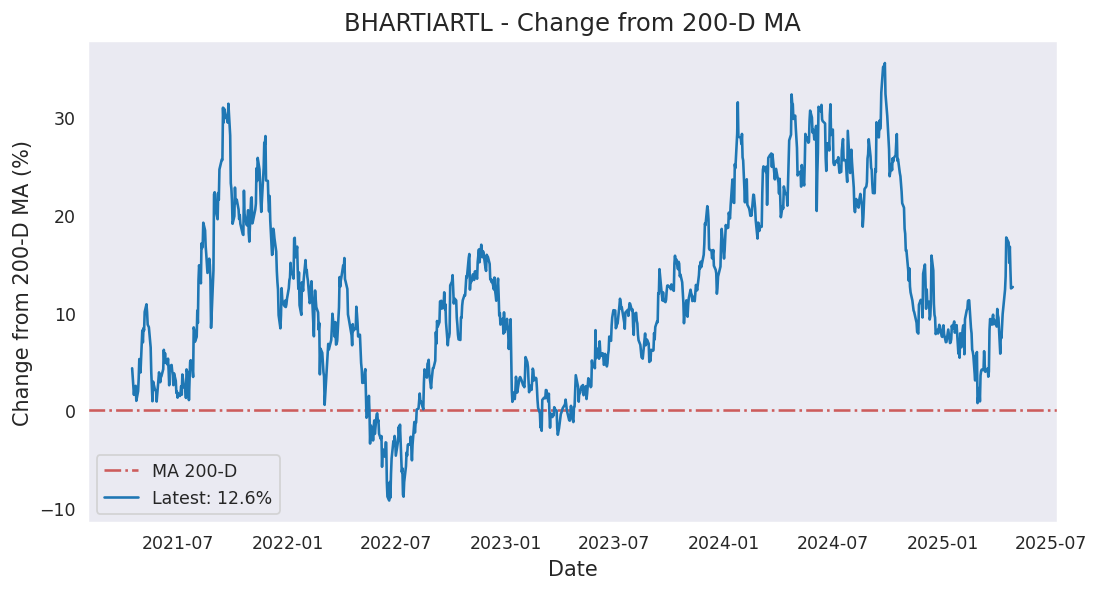 BHARTIARTL - Change from 200-D MA
Change from 200-D MA (%)
30
20
10
0
−10
MA 200-D
Latest: 12.6%
2021-07 2022-01 2022-07 2023-01 2023-07 2024-01 2024-07 2025-01 2025-07
Date